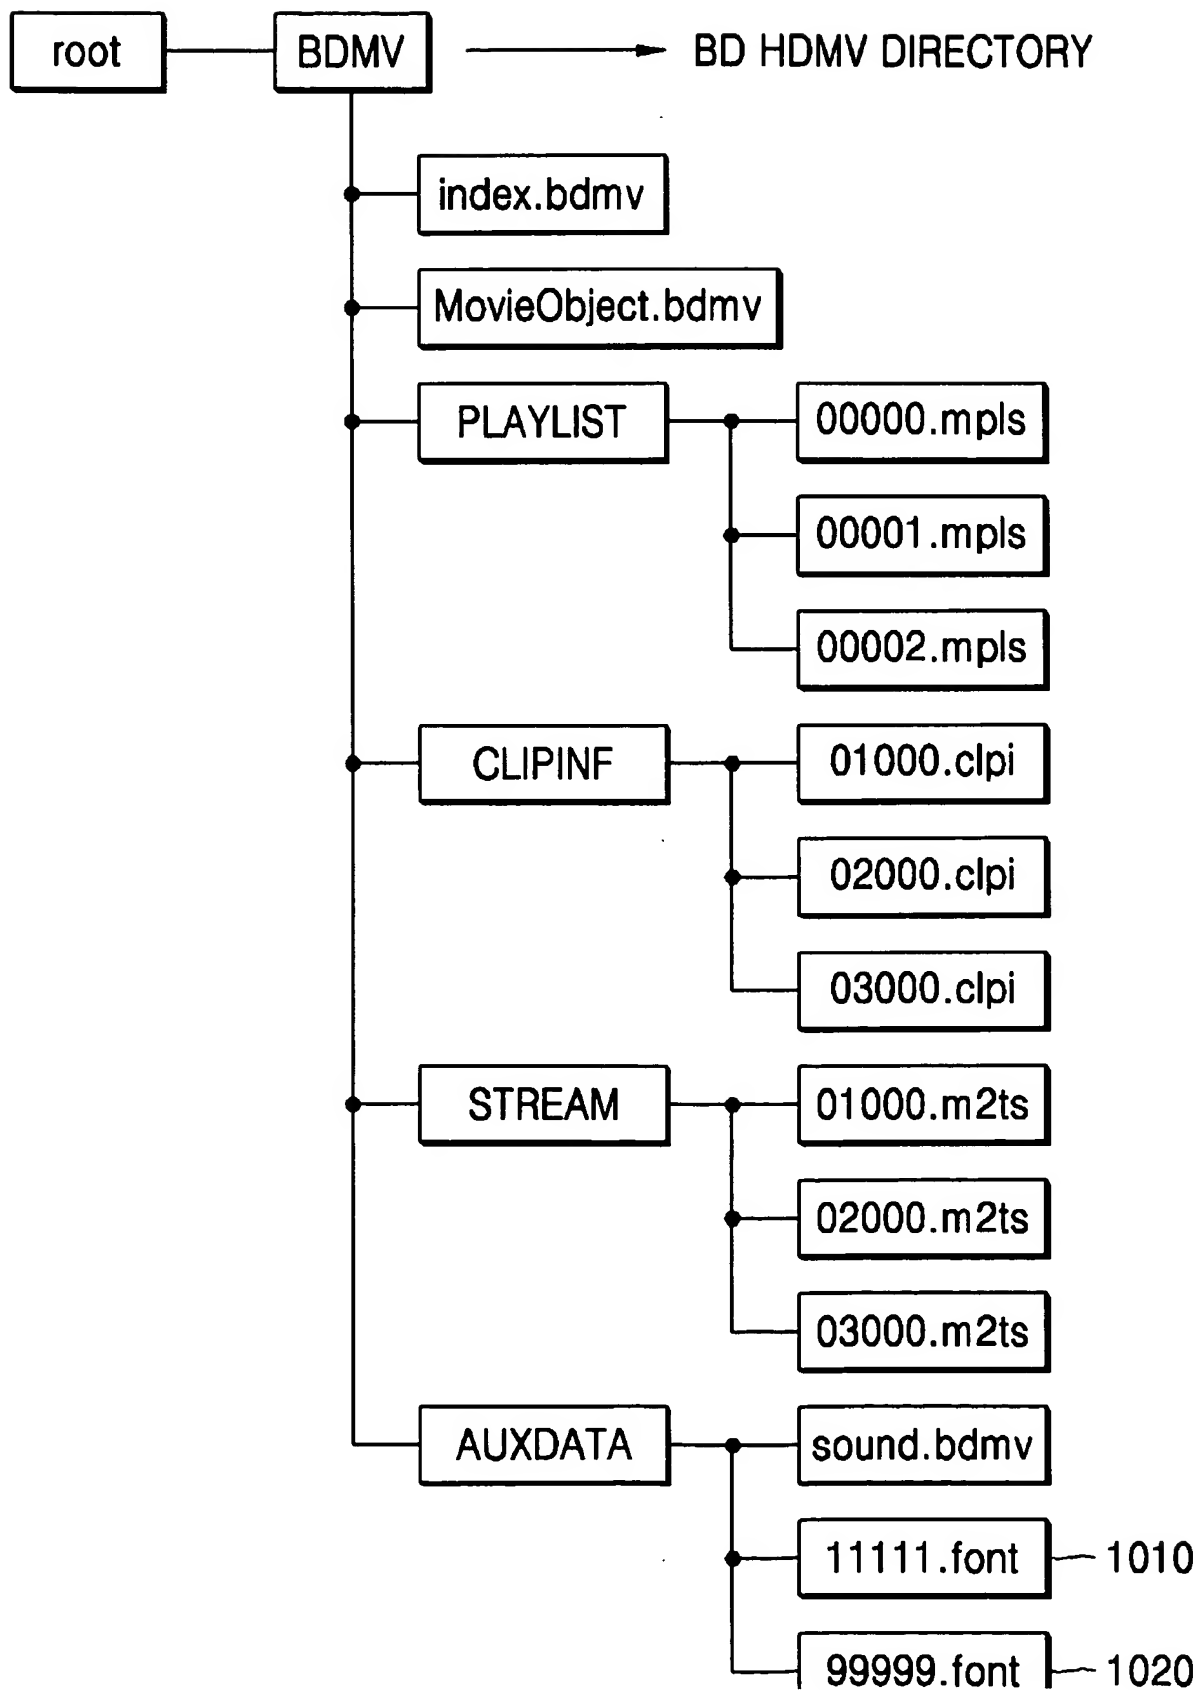 root BDMV BD HDMV DIRECTORY
index.bdmv
MovieObject.bdmv
PLAYLIST 00000.mpls
00001.mpls
00002.mpls
CLIPINF 01000.clpi
02000.clpi
03000.clpi
STREAM 01000.m2ts
02000.m2ts
03000.m2ts
AUXDATA sound.bdmv
11111.font 1010
99999.font 1020